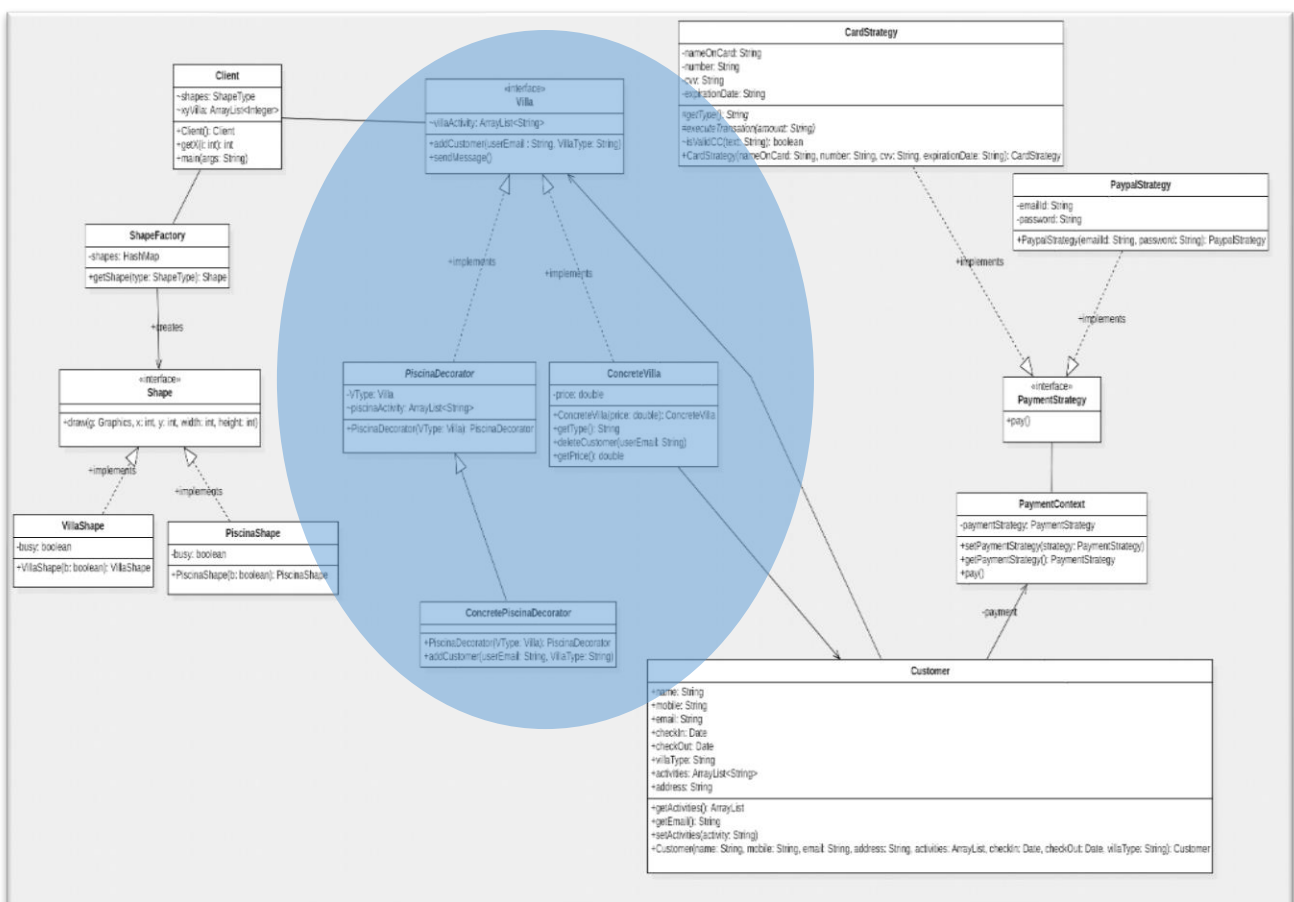 Client
~shapes: ShapeType
~xyVilla: ArrayList<Integer>
+Client(): Client
+getX(i: int): int
+main(args: String)
«interface»
Villa
~villaActivity: ArrayList<String>
+addCustomer(userEmail : String, VillaType: String)
+sendMessage()
CardStrategy
-nameOnCard: String
-number: String
-cvv: String
-expirationDate: String
+getType(): String
+executeTransation(amount: String)
~isValidCC(text: String): boolean
+CardStrategy(nameOnCard: String, number: String, cvv: String, expirationDate: String): CardStrategy
PaypalStrategy
-emailId: String
-password: String
+PaypalStrategy(emailId: String, password: String): PaypalStrategy
ShapeFactory
-shapes: HashMap
+getShape(type: ShapeType): Shape
+creates
+implements
+implements
+implements
+implements
«interface»
Shape
+draw(g: Graphics, x: int, y: int, width: int, height: int)
PiscinaDecorator
-VType: Villa
~piscinaActivity: ArrayList<String>
+PiscinaDecorator(VType: Villa): PiscinaDecorator
ConcreteVilla
-price: double
+ConcreteVilla(price: double): ConcreteVilla
+getType(): String
+deleteCustomer(userEmail: String)
+getPrice(): double
«interface»
PaymentStrategy
+pay()
+implements
+implements
VillaShape
-busy: boolean
+VillaShape(b: boolean): VillaShape
PiscinaShape
-busy: boolean
+PiscinaShape(b: boolean): PiscinaShape
PaymentContext
-paymentStrategy: PaymentStrategy
+setPaymentStrategy(strategy: PaymentStrategy)
+getPaymentStrategy(): PaymentStrategy
+pay()
-payment
ConcretePiscinaDecorator
+PiscinaDecorator(VType: Villa): PiscinaDecorator
+addCustomer(userEmail: String, VillaType: String)
Customer
+name: String
+mobile: String
+email: String
+checkIn: Date
+checkOut: Date
+villaType: String
+activities: ArrayList<String>
+address: String
+getActivities(): ArrayList
+getEmail(): String
+setActivities(activity: String)
+Customer(name: String, mobile: String, email: String, address: String, activities: ArrayList, checkIn: Date, checkOut: Date, villaType: String): Customer